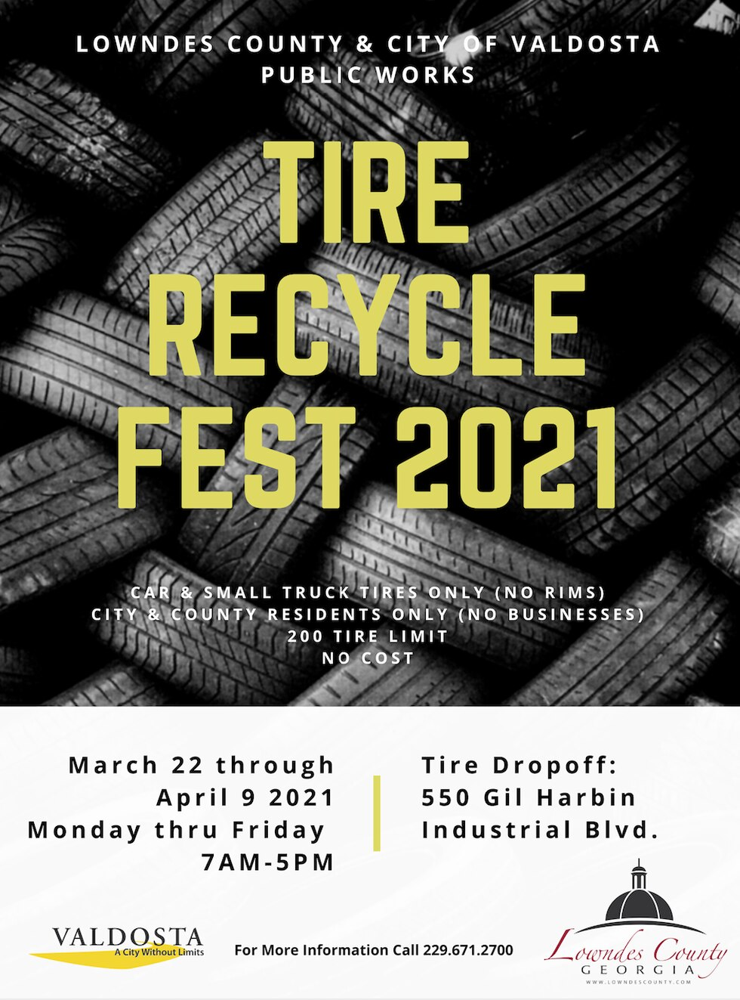 LOWNDES COUNTY & CITY OF VALDOSTA
PUBLIC WORKS
TIRE
RECYCLE
FEST 2021
CAR & SMALL TRUCK TIRES ONLY (NO RIMS)
CITY & COUNTY RESIDENTS ONLY (NO BUSINESSES)
200 TIRE LIMIT
NO COST
March 22 through
April 9 2021
Monday thru Friday
7AM-5PM
Tire Dropoff:
550 Gil Harbin
Industrial Blvd.
VALDOSTA
A City Without Limits
For More Information Call 229.671.2700
Lowndes County
GEORGIA
WWW.LOWNDESCOUNTY.COM